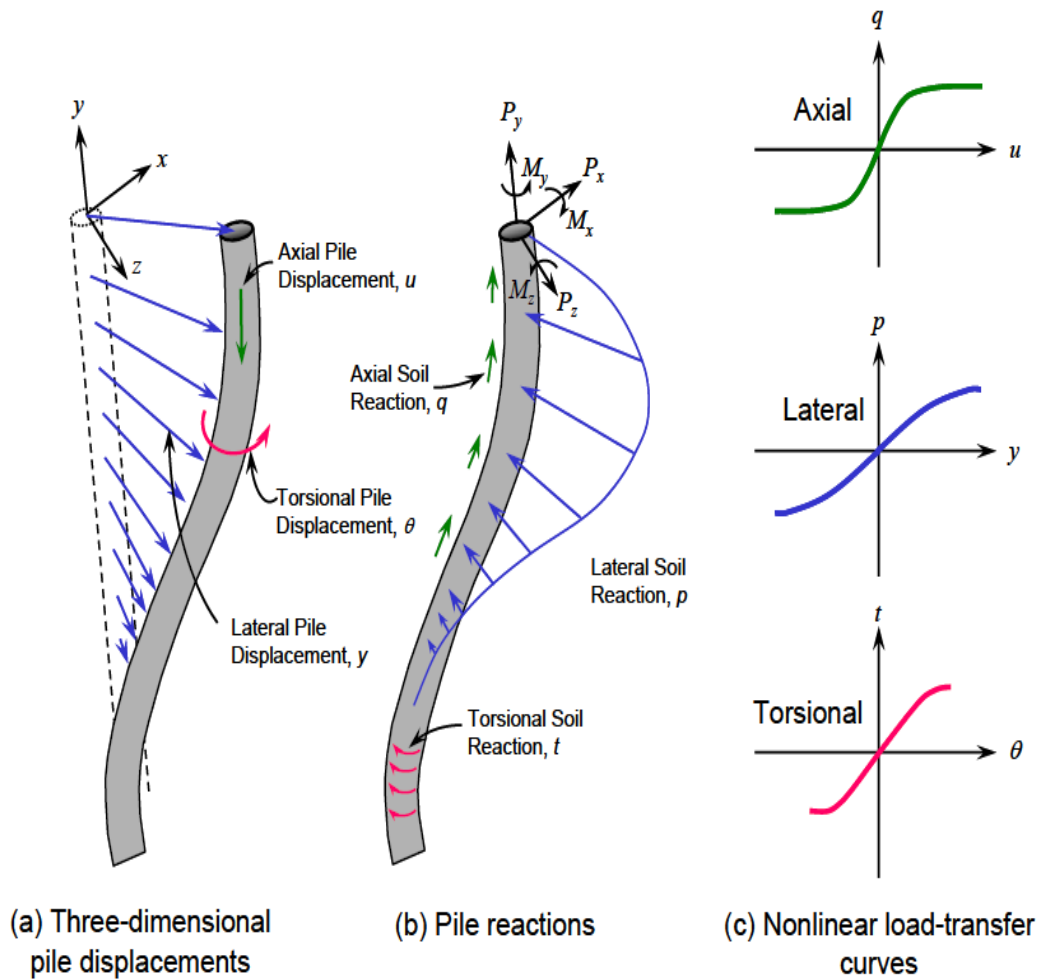 y
x
z
Axial Pile
Displacement, u
Torsional Pile
Displacement, θ
Lateral Pile
Displacement, y
(a) Three-dimensional
pile displacements
P_y
M_y
P_x
M_x
M_z
P_z
Axial Soil
Reaction, q
Lateral Soil
Reaction, p
Torsional Soil
Reaction, t
(b) Pile reactions
q
Axial
u
p
Lateral
y
t
Torsional
θ
(c) Nonlinear load-transfer
curves